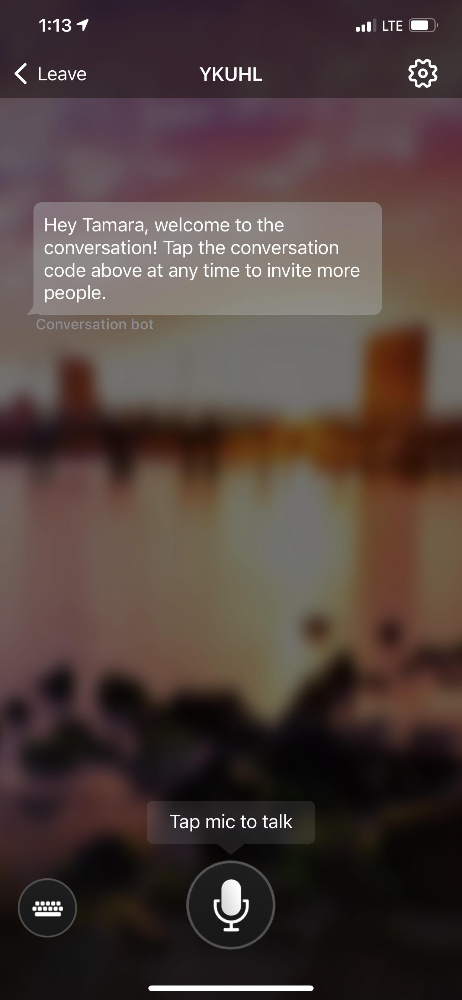 1:13
LTE
Leave
YKUHL
Hey Tamara, welcome to the
conversation! Tap the conversation
code above at any time to invite more
people.
Conversation bot
Tap mic to talk